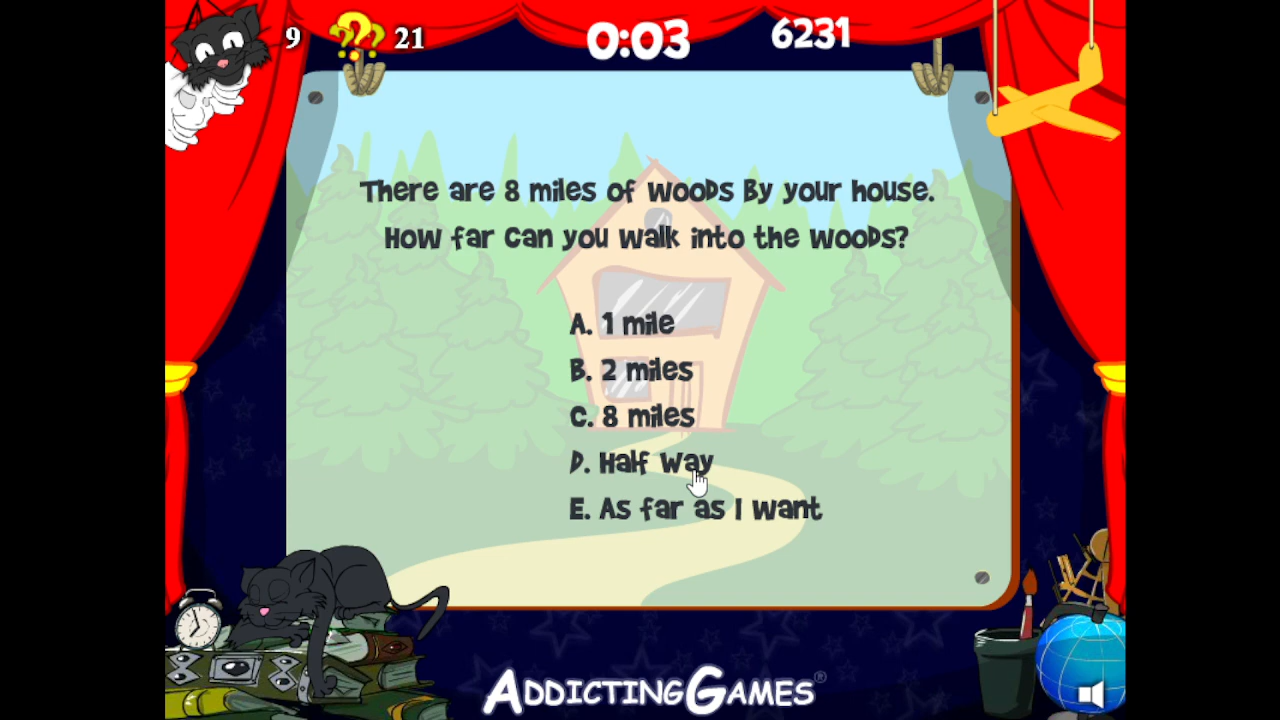 9
21
0:03
6231
There are 8 miles of woods by your house.
How far can you walk into the woods?
A. 1 mile
B. 2 miles
C. 8 miles
D. Half way
E. As far as I want
ADDICTINGGAMES®